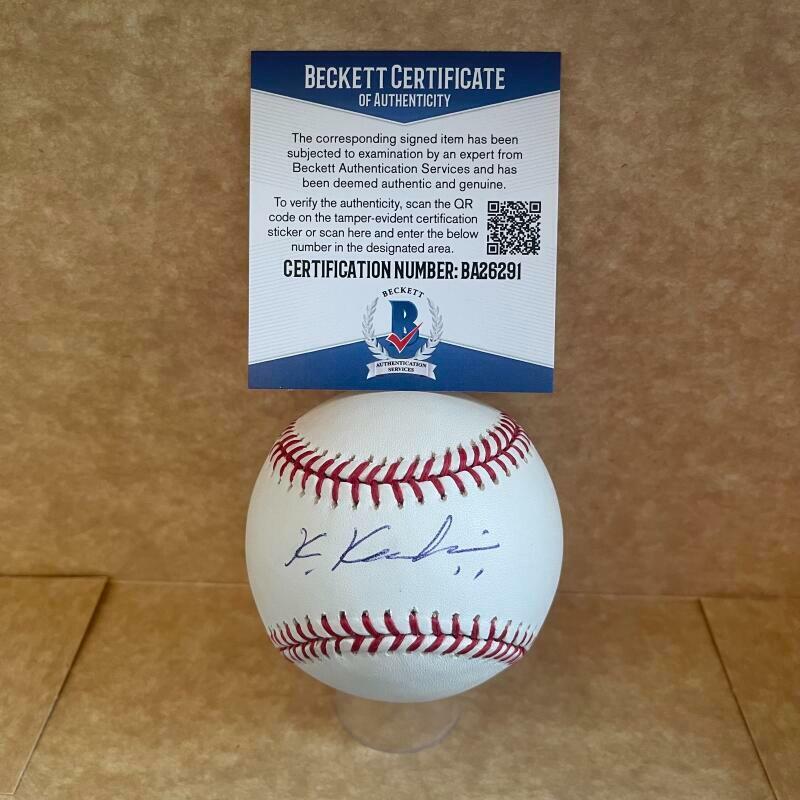 BECKETT CERTIFICATE
OF AUTHENTICITY
The corresponding signed item has been
subjected to examination by an expert from
Beckett Authentication Services and has
been deemed authentic and genuine.
To verify the authenticity, scan the QR
code on the tamper-evident certification
sticker or scan here and enter the below
number in the designated area.
CERTIFICATION NUMBER: BA26291
BECKETT
B
AUTHENTICATION
SERVICES
K.